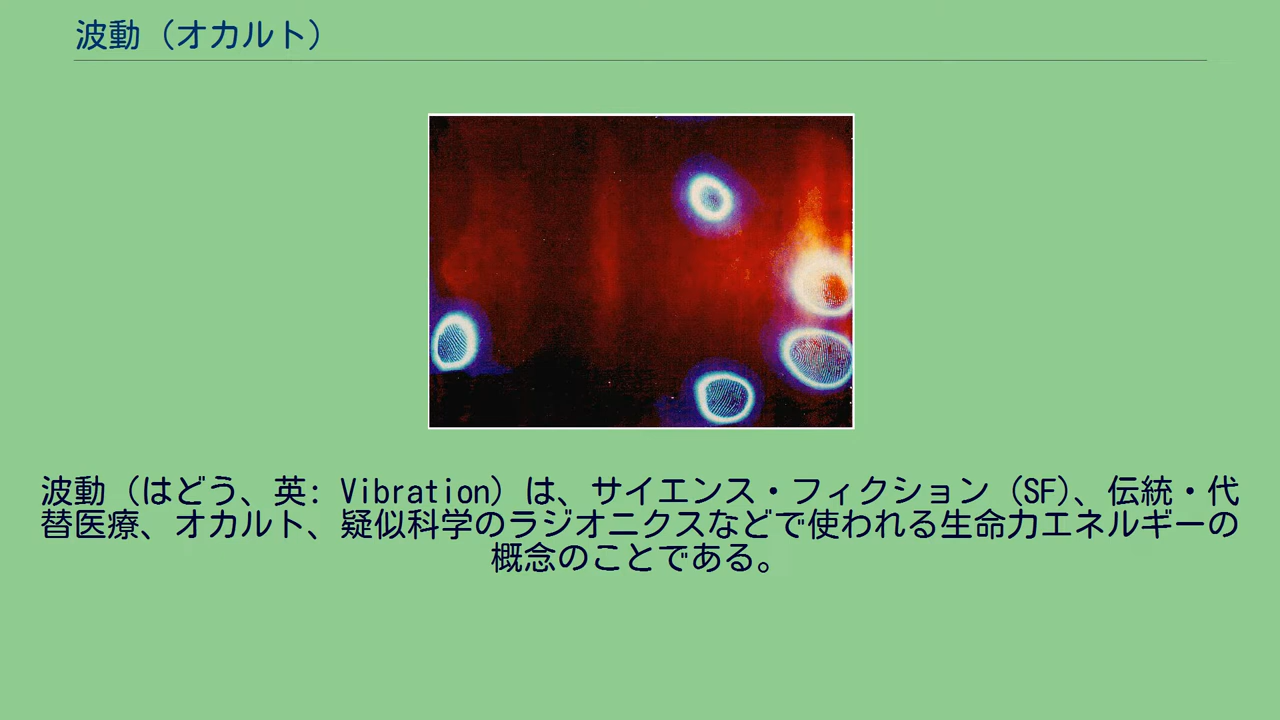 波動（オカルト）
波動（はどう、英: Vibration）は、サイエンス・フィクション（SF）、伝統・代
替医療、オカルト、疑似科学のラジオニクスなどで使われる生命力エネルギーの
概念のことである。